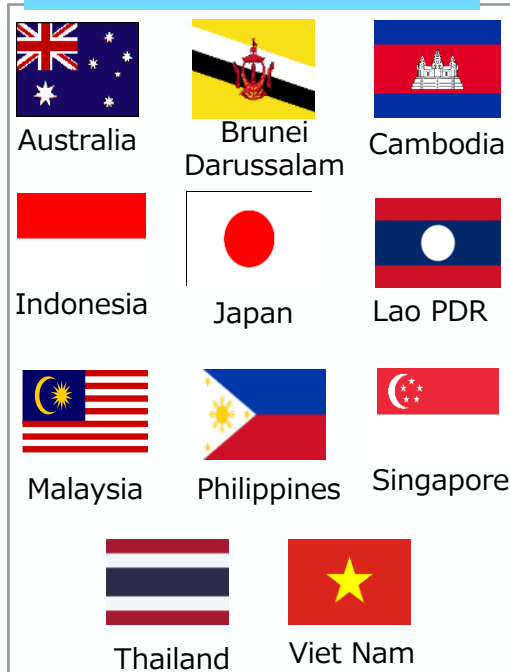 Australia
Brunei
Darussalam
Cambodia
Indonesia
Japan
Lao PDR
Malaysia
Philippines
Singapore
Thailand
Viet Nam